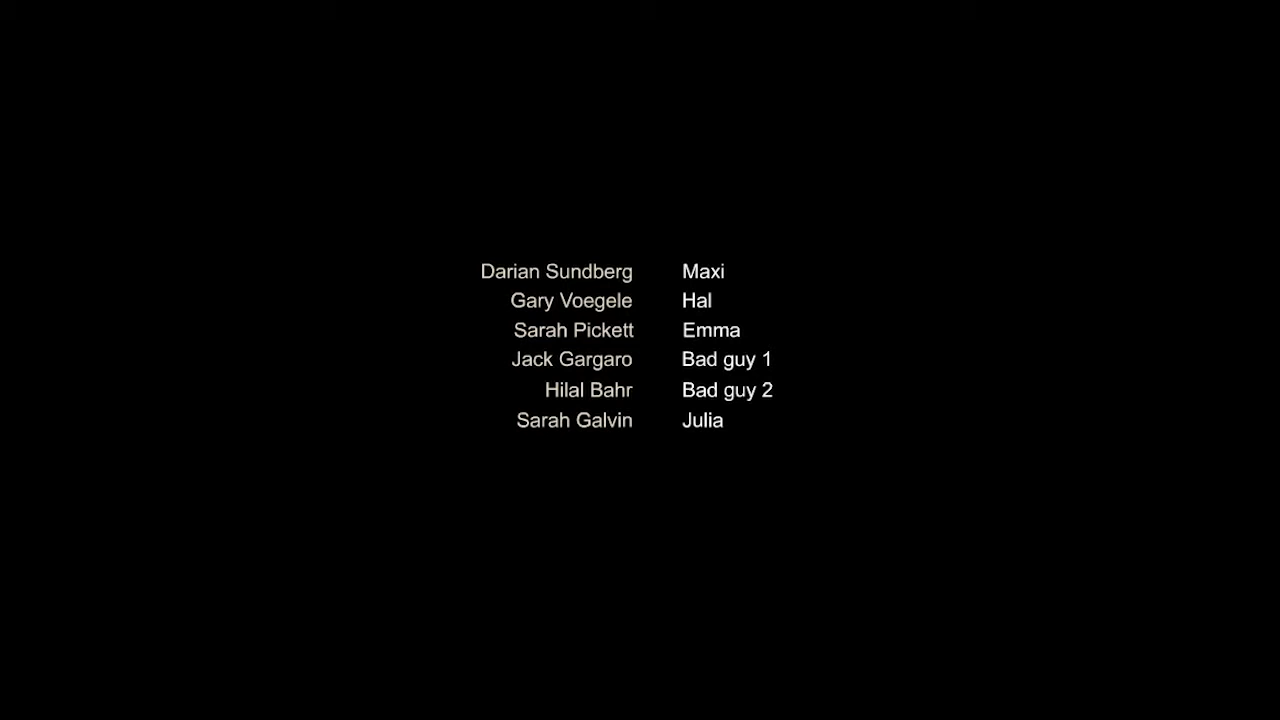 Darian Sundberg Maxi
Gary Voegele Hal
Sarah Pickett Emma
Jack Gargaro Bad guy 1
Hilal Bahr Bad guy 2
Sarah Galvin Julia